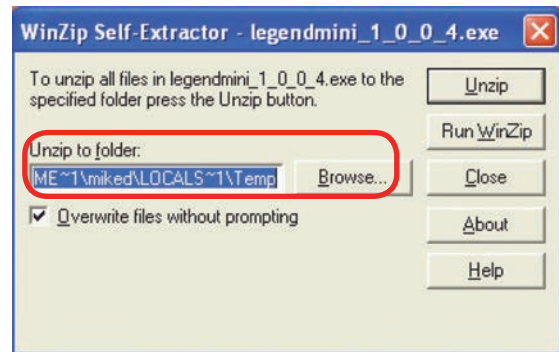 WinZip Self-Extractor - legendmini_1_0_0_4.exe
To unzip all files in legendmini_1_0_0_4.exe to the
specified folder press the Unzip button.
Unzip to folder:
ME~1\miked\LOCALS~1\Temp
Browse...
Overwrite files without prompting
Unzip
Run WinZip
Close
About
Help